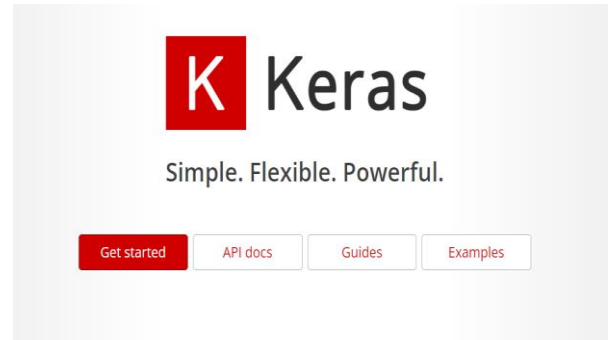 K Keras
Simple. Flexible. Powerful.
Get started API docs Guides Examples